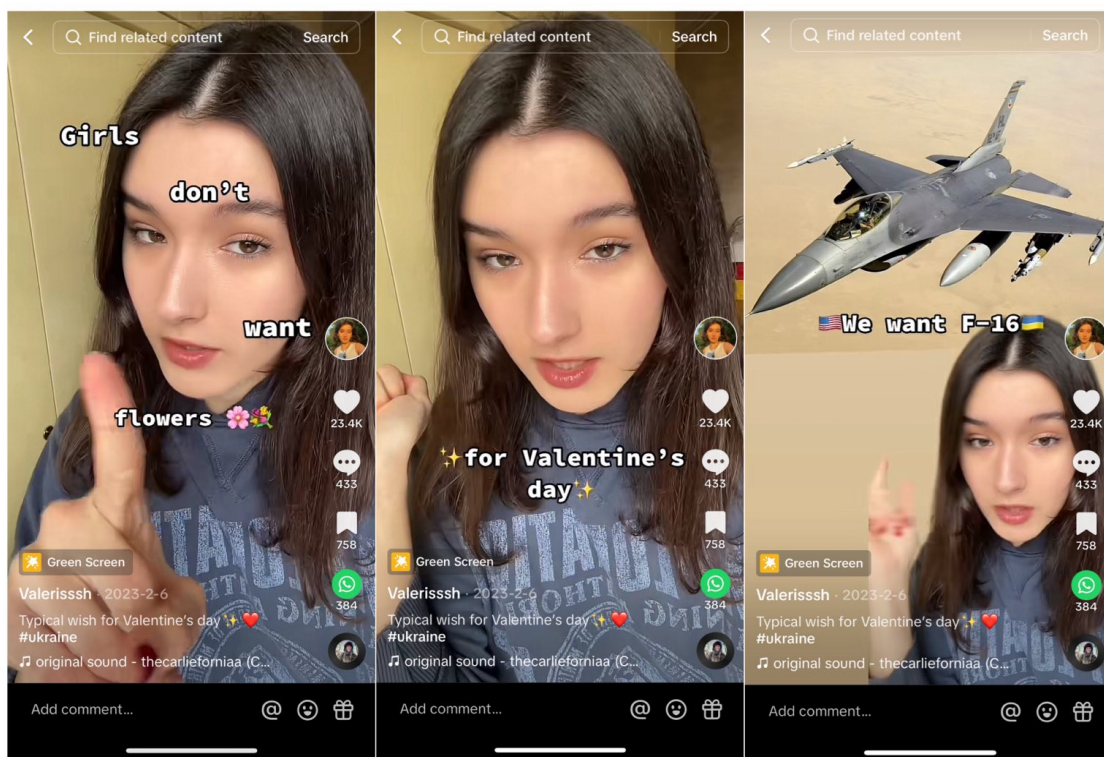 Find related content Search
Girls
don't
want
flowers 🌸💐
23.4K
433
758
Green Screen
Valerisssh · 2023-2-6
384
Typical wish for Valentine's day✨❤️
#ukraine
♫ original sound - thecarlieforniaa (C...
Add comment...
Find related content Search
✨for Valentine's
day✨
23.4K
433
758
Green Screen
Valerisssh · 2023-2-6
384
Typical wish for Valentine's day✨❤️
#ukraine
♫ original sound - thecarlieforniaa (C...
Add comment...
Find related content Search
🇺🇸We want F-16🇺🇦
23.4K
433
758
Green Screen
Valerisssh · 2023-2-6
384
Typical wish for Valentine's day✨❤️
#ukraine
♫ original sound - thecarlieforniaa (C...
Add comment...